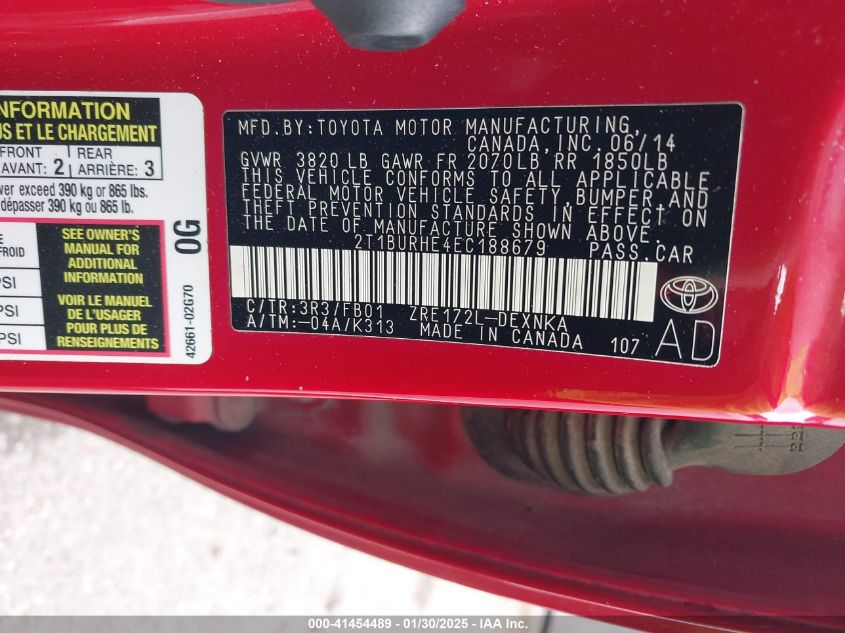 INFORMATION
US ET LE CHARGEMENT
FRONT
AVANT: 2
REAR
ARRIÈRE: 3
ver exceed 390 kg or 865 lbs.
dépasser 390 kg ou 865 lb.
E
FROID
PSI
PSI
PSI
SEE OWNER'S
MANUAL FOR
ADDITIONAL
INFORMATION
VOIR LE MANUEL
DE L'USAGER
POUR PLUS DE
RENSEIGNEMENTS
0G
42661-02G70
MFD.BY:TOYOTA MOTOR MANUFACTURING,
CANADA,INC.06/14
GVWR 3820LB GAWR FR 2070LB RR 1850LB
THIS VEHICLE CONFORMS TO ALL APPLICABLE
FEDERAL MOTOR VEHICLE SAFETY,BUMPER,AND
THEFT PREVENTION STANDARDS IN EFFECT ON
THE DATE OF MANUFACTURE SHOWN ABOVE.
2T1BURHE4EC188679 PASS.CAR
C/TR:3R3/FB01 ZRE172L-DEXNKA
A/TM:-04A/K313 MADE IN CANADA 107
AD
000-41454489 - 01/30/2025 - IAA Inc.